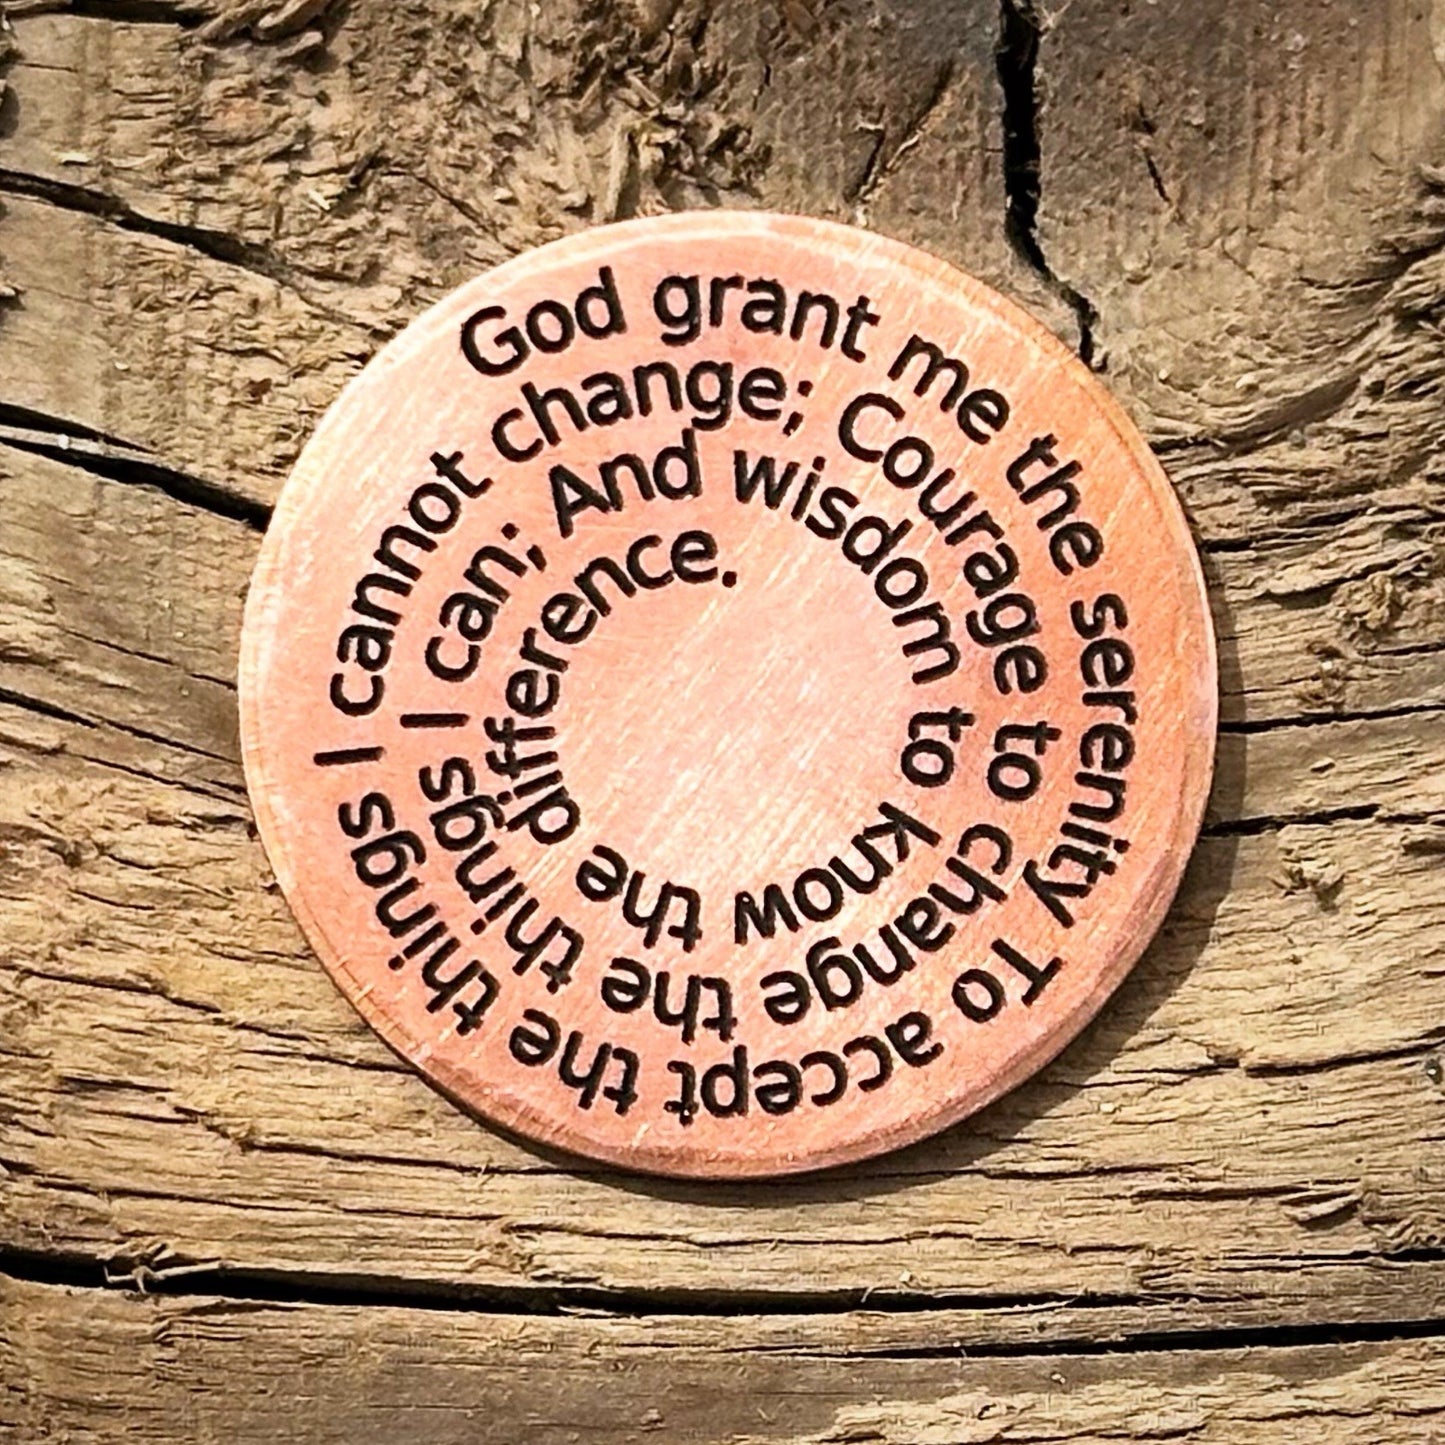 God grant me the serenity To accept the things I cannot change; Courage to change the things I can; And wisdom to know the difference.